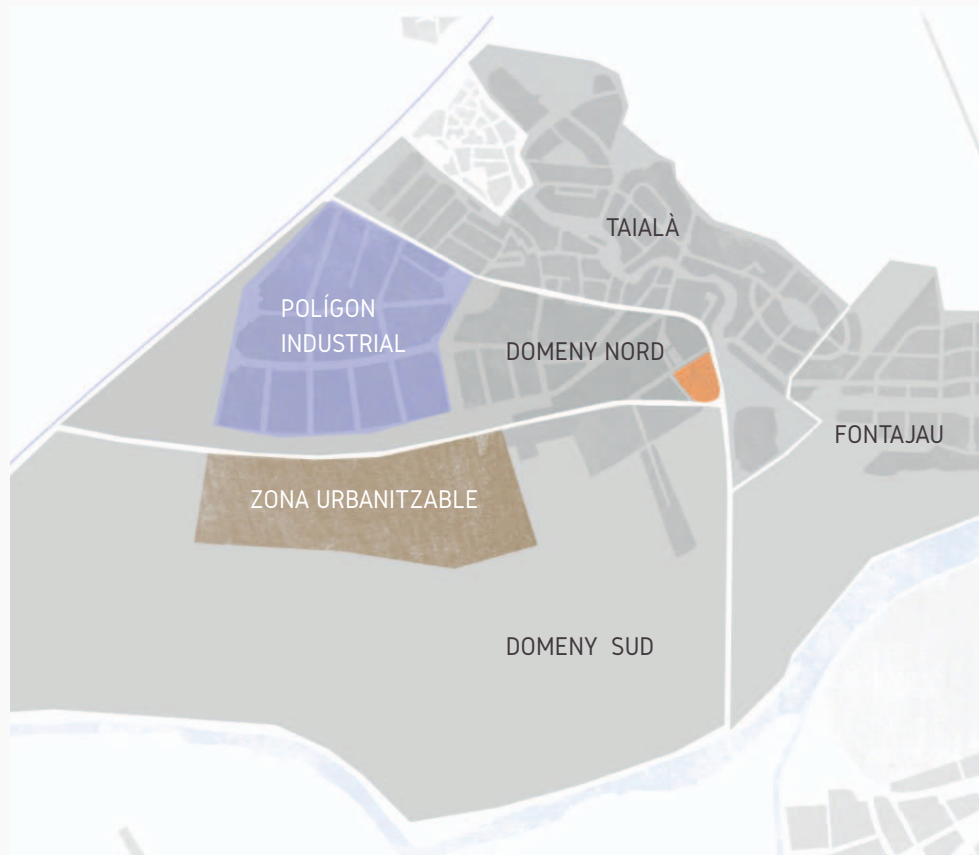 TAIALÀ
POLÍGON
INDUSTRIAL
DOMENY NORD
FONTAJAU
ZONA URBANITZABLE
DOMENY SUD